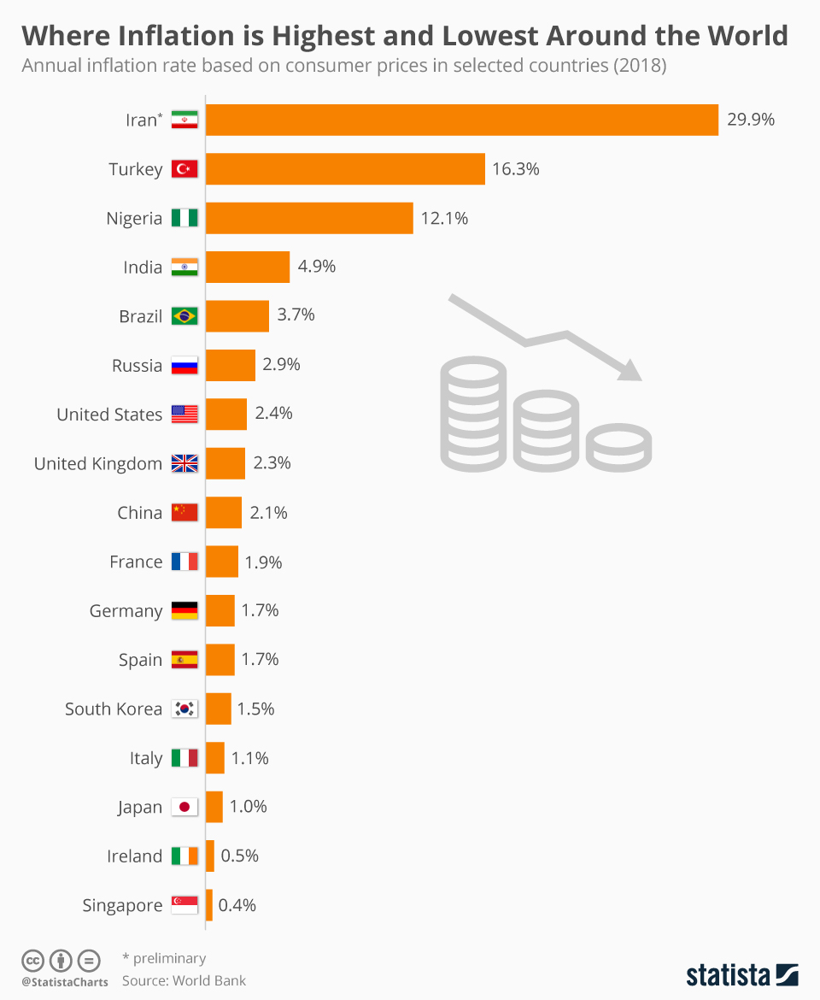 Where Inflation is Highest and Lowest Around the World
Annual inflation rate based on consumer prices in selected countries (2018)
Iran* 29.9%
Turkey 16.3%
Nigeria 12.1%
India 4.9%
Brazil 3.7%
Russia 2.9%
United States 2.4%
United Kingdom 2.3%
China 2.1%
France 1.9%
Germany 1.7%
Spain 1.7%
South Korea 1.5%
Italy 1.1%
Japan 1.0%
Ireland 0.5%
Singapore 0.4%
cc
* preliminary
@StatistaCharts Source: World Bank
statista